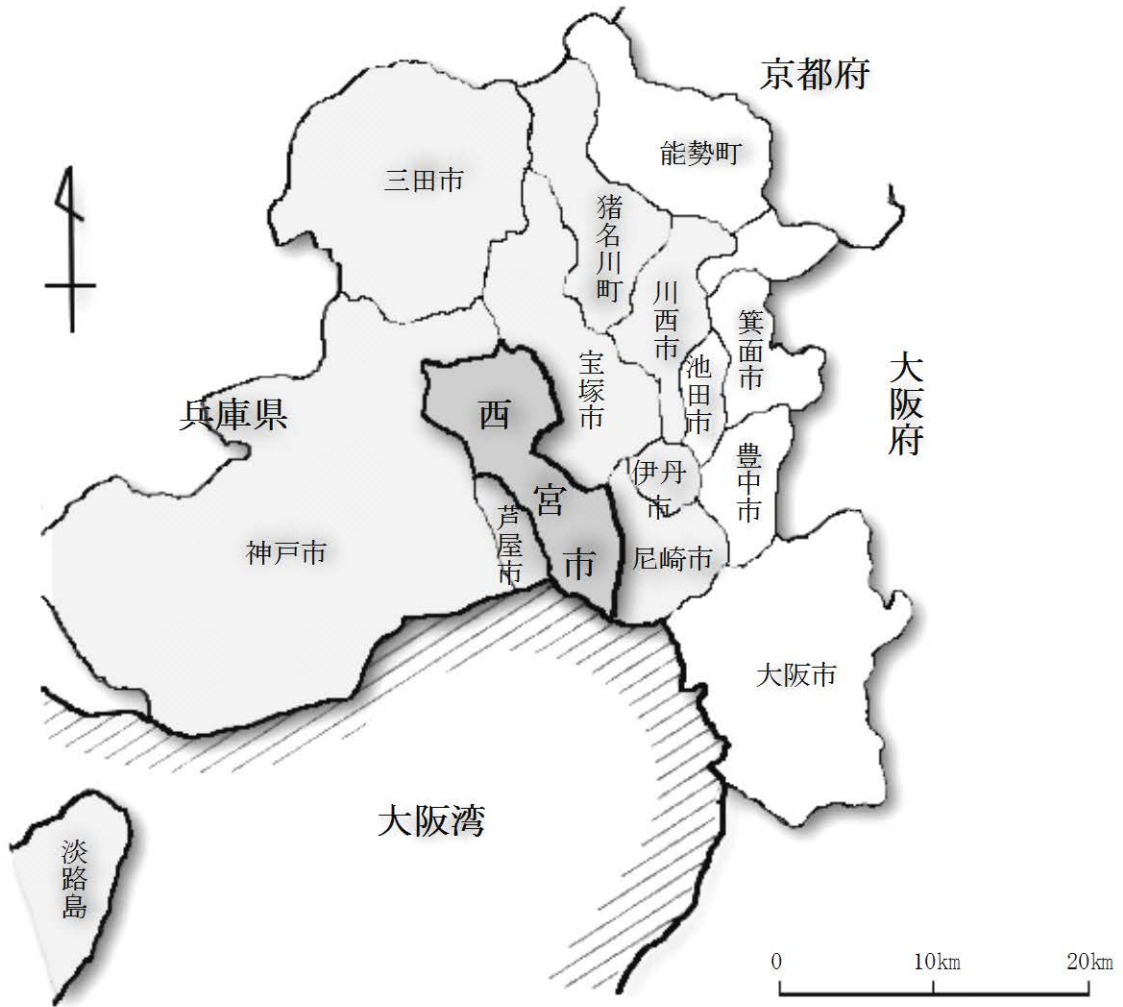 京都府
能勢町
三田市
猪名川町
川西市
箕面市
池田市
宝塚市
大阪府
兵庫県
西宮市
豊中市
伊丹市
芦屋市
神戸市
尼崎市
大阪市
大阪湾
淡路島
0 10km 20km